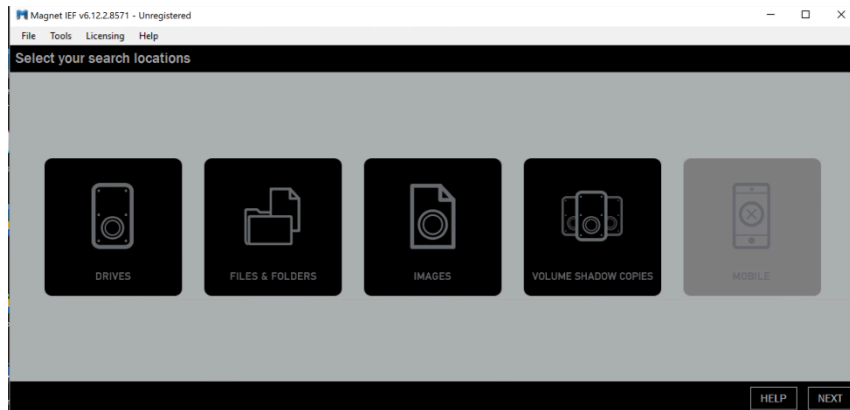 Magnet IEF v6.12.2.8571 - Unregistered
File Tools Licensing Help
Select your search locations
DRIVES FILES & FOLDERS IMAGES VOLUME SHADOW COPIES MOBILE
HELP NEXT